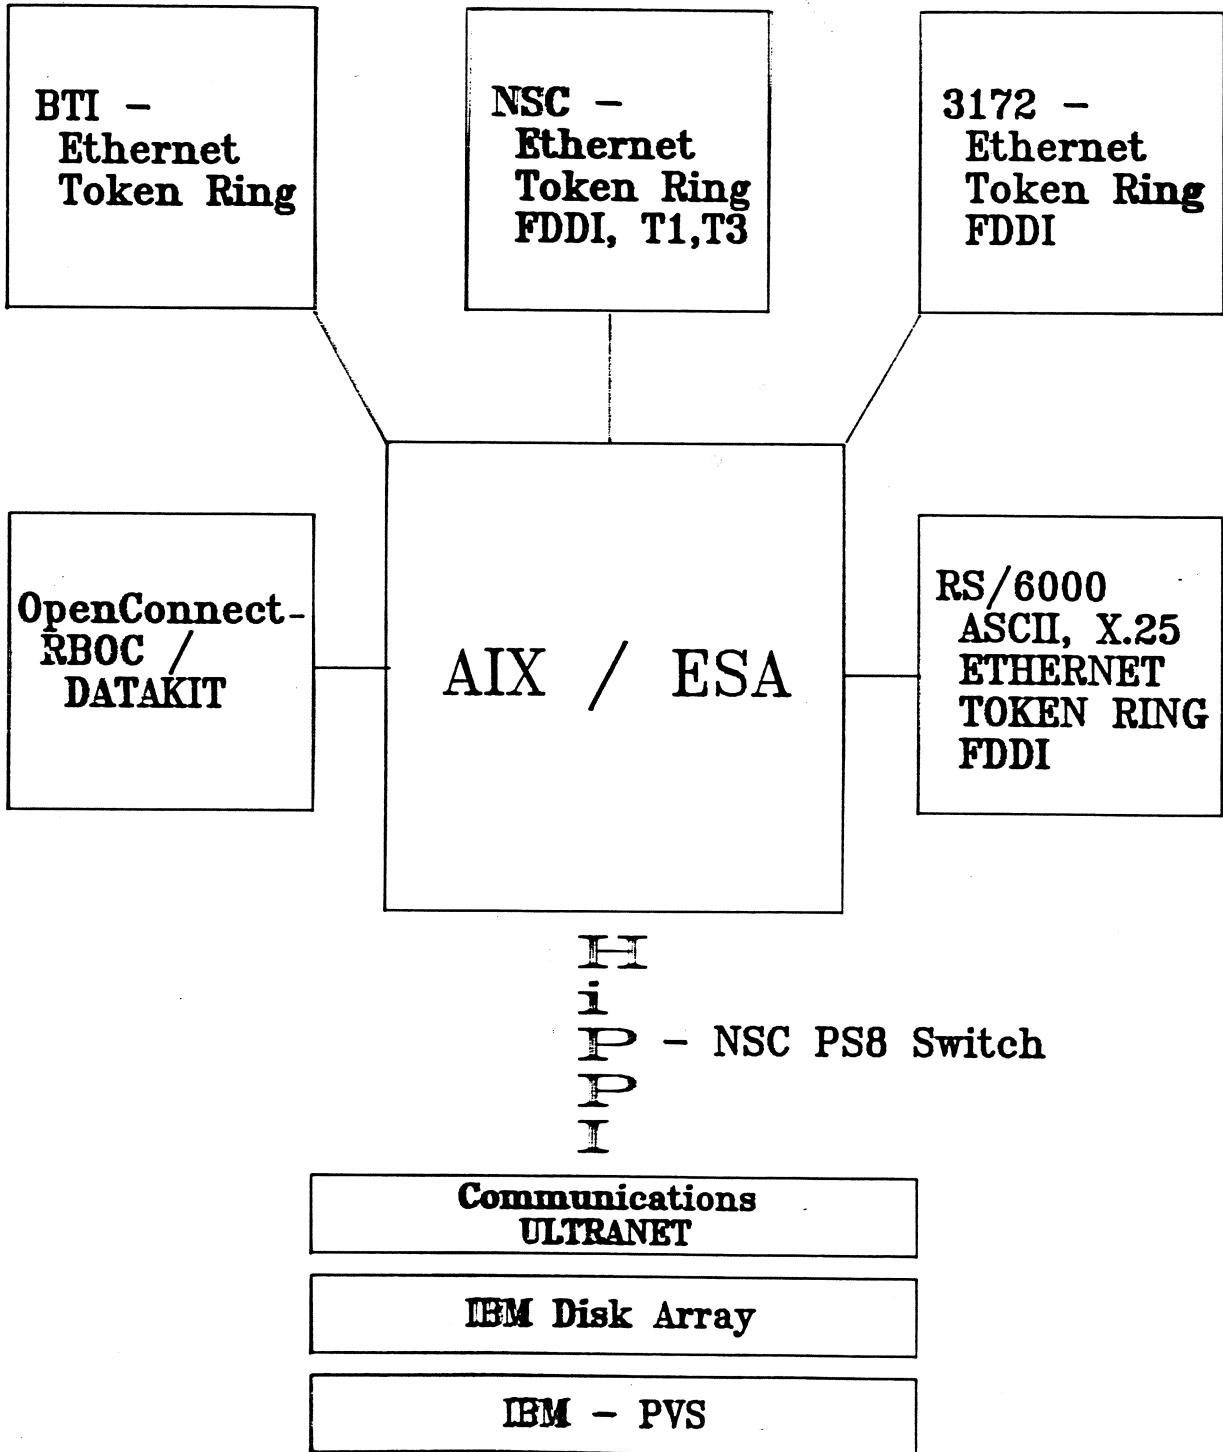 BTI -
Ethernet
Token Ring
NSC -
Ethernet
Token Ring
FDDI, T1,T3
3172 -
Ethernet
Token Ring
FDDI
OpenConnect-
RBOC /
DATAKIT
AIX / ESA
RS/6000
ASCII, X.25
ETHERNET
TOKEN RING
FDDI
HiPPI
- NSC PS8 Switch
Communications
ULTRANET
IBM Disk Array
IBM - PVS